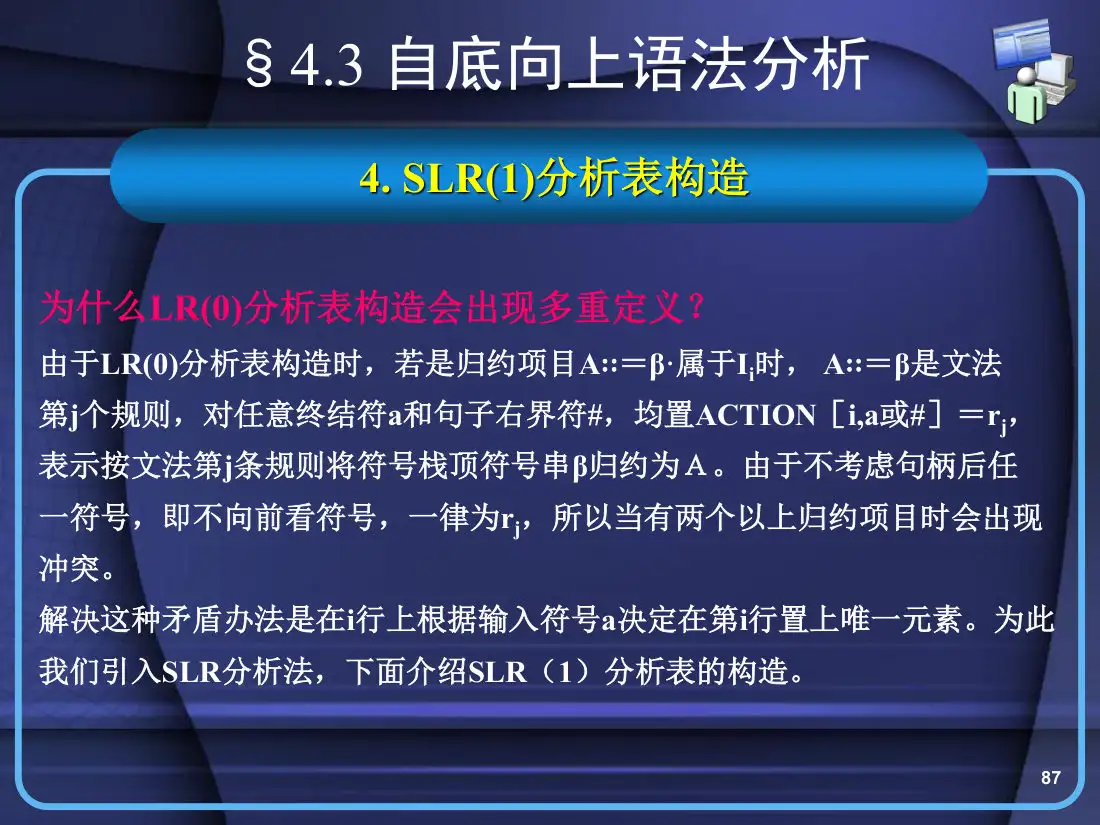 §4.3 自底向上语法分析
4. SLR(1)分析表构造
为什么LR(0)分析表构造会出现多重定义？
由于LR(0)分析表构造时，若是归约项目A∷＝β·属于Ii时， A∷＝β是文法
第j个规则，对任意终结符a和句子右界符#，均置ACTION［i,a或#］＝rj，
表示按文法第j条规则将符号栈顶符号串β归约为Ａ。由于不考虑句柄后任
一符号，即不向前看符号，一律为rj，所以当有两个以上归约项目时会出现
冲突。
解决这种矛盾办法是在i行上根据输入符号a决定在第i行置上唯一元素。为此
我们引入SLR分析法，下面介绍SLR（1）分析表的构造。
87